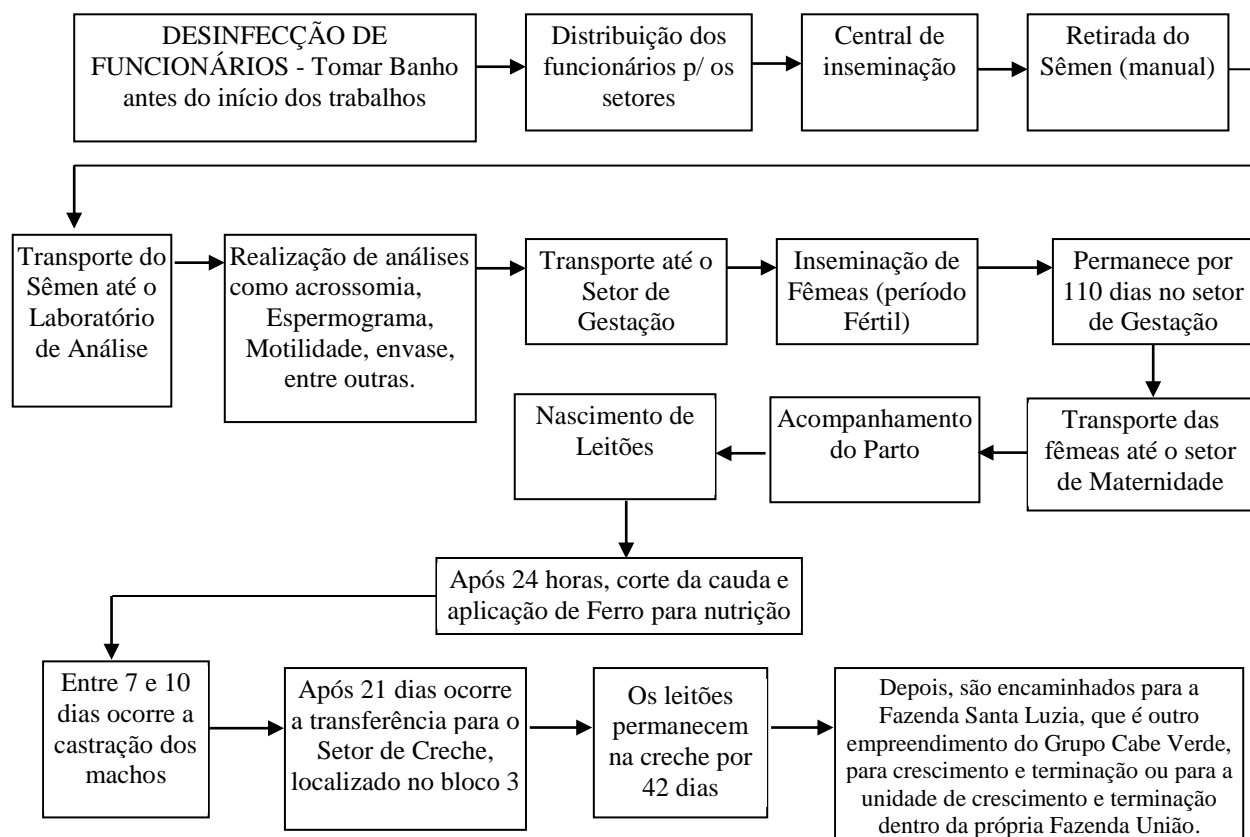 DESINFECÇÃO DE
FUNCIONÁRIOS - Tomar Banho
antes do início dos trabalhos
Distribuição dos
funcionários p/ os
setores
Central de
inseminação
Retirada do
Sêmen (manual)
Transporte do
Sêmen até o
Laboratório
de Análise
Realização de análises
como acrossomia,
Espermograma,
Motilidade, envase,
entre outras.
Transporte até o
Setor de
Gestação
Inseminação de
Fêmeas (período
Fértil)
Permanece por
110 dias no setor
de Gestação
Transporte das
fêmeas até o setor
de Maternidade
Acompanhamento
do Parto
Nascimento de
Leitões
Após 24 horas, corte da cauda e
aplicação de Ferro para nutrição
Entre 7 e 10
dias ocorre a
castração dos
machos
Após 21 dias ocorre
a transferência para o
Setor de Creche,
localizado no bloco 3
Os leitões
permanecem
na creche por
42 dias
Depois, são encaminhados para a
Fazenda Santa Luzia, que é outro
empreendimento do Grupo Cabe Verde,
para crescimento e terminação ou para a
unidade de crescimento e terminação
dentro da própria Fazenda União.